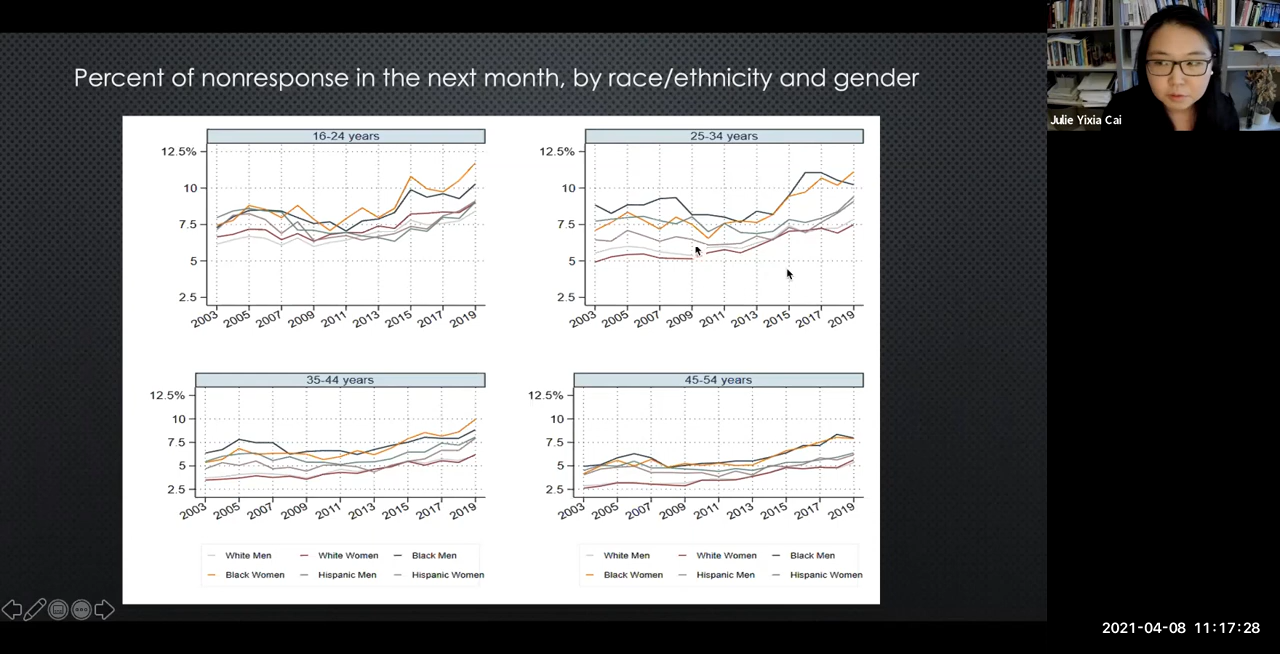 Percent of nonresponse in the next month, by race/ethnicity and gender
Julie Yixia Cai
16-24 years
12.5%
10
7.5
5
2.5
2003 2005 2007 2009 2011 2013 2015 2017 2019
25-34 years
12.5%
10
7.5
5
2.5
2003 2005 2007 2009 2011 2013 2015 2017 2019
35-44 years
12.5%
10
7.5
5
2.5
2003 2005 2007 2009 2011 2013 2015 2017 2019
45-54 years
12.5%
10
7.5
5
2.5
2003 2005 2007 2009 2011 2013 2015 2017 2019
White Men White Women Black Men
Black Women Hispanic Men Hispanic Women
White Men White Women Black Men
Black Women Hispanic Men Hispanic Women
2021-04-08 11:17:28